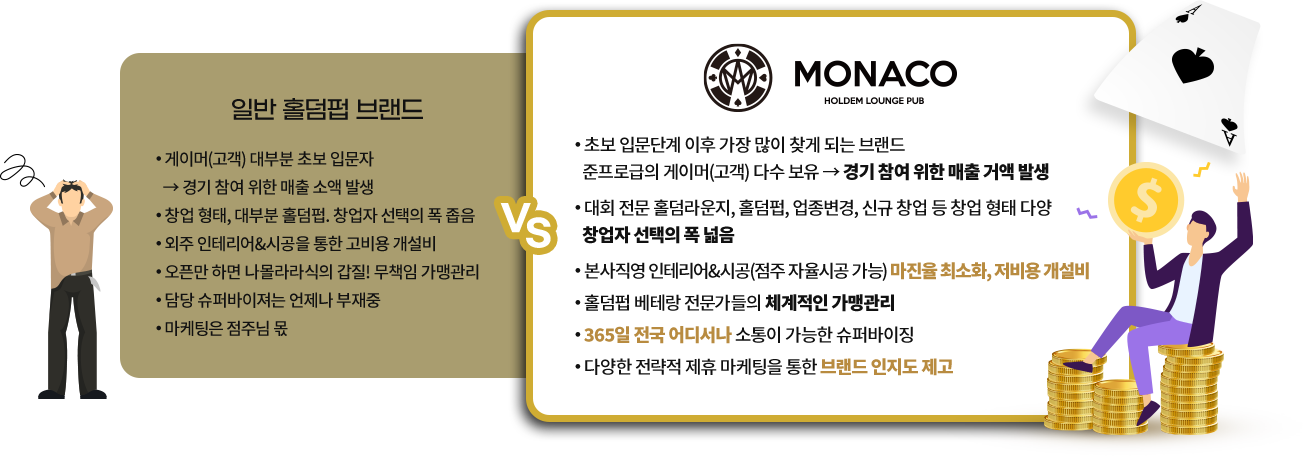 일반 홀덤펍 브랜드
• 게이머(고객) 대부분 초보 입문자
→ 경기 참여 위한 매출 소액 발생
• 창업 형태, 대부분 홀덤펍. 창업자 선택의 폭 좁음
• 외주 인테리어&시공을 통한 고비용 개설비
• 오픈만 하면 나몰라라식의 갑질! 무책임 가맹관리
• 담당 슈퍼바이져는 언제나 부재중
• 마케팅은 점주님 몫
VS
MONACO
HOLDEM LOUNGE PUB
• 초보 입문단계 이후 가장 많이 찾게 되는 브랜드
준프로급의 게이머(고객) 다수 보유 → 경기 참여 위한 매출 거액 발생
• 대회 전문 홀덤라운지, 홀덤펍, 업종변경, 신규 창업 등 창업 형태 다양
창업자 선택의 폭 넓음
• 본사직영 인테리어&시공(점주 자율시공 가능) 마진율 최소화, 저비용 개설비
• 홀덤펍 베테랑 전문가들의 체계적인 가맹관리
• 365일 전국 어디서나 소통이 가능한 슈퍼바이징
• 다양한 전략적 제휴 마케팅을 통한 브랜드 인지도 제고
A
A
$